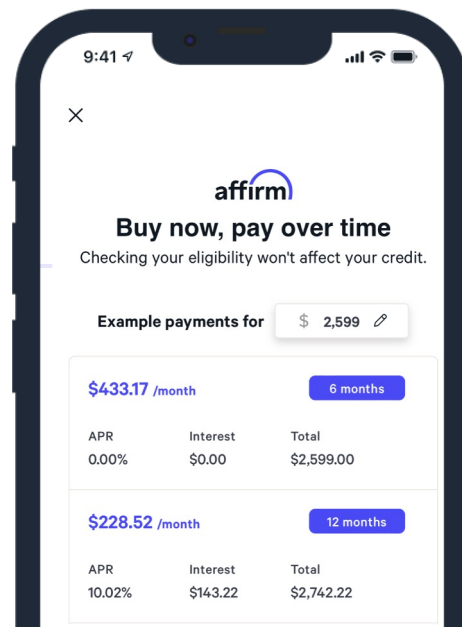 9:41
affirm
Buy now, pay over time
Checking your eligibility won't affect your credit.
Example payments for $ 2,599
$433.17 /month 6 months
APR Interest Total
0.00% $0.00 $2,599.00
$228.52 /month 12 months
APR Interest Total
10.02% $143.22 $2,742.22